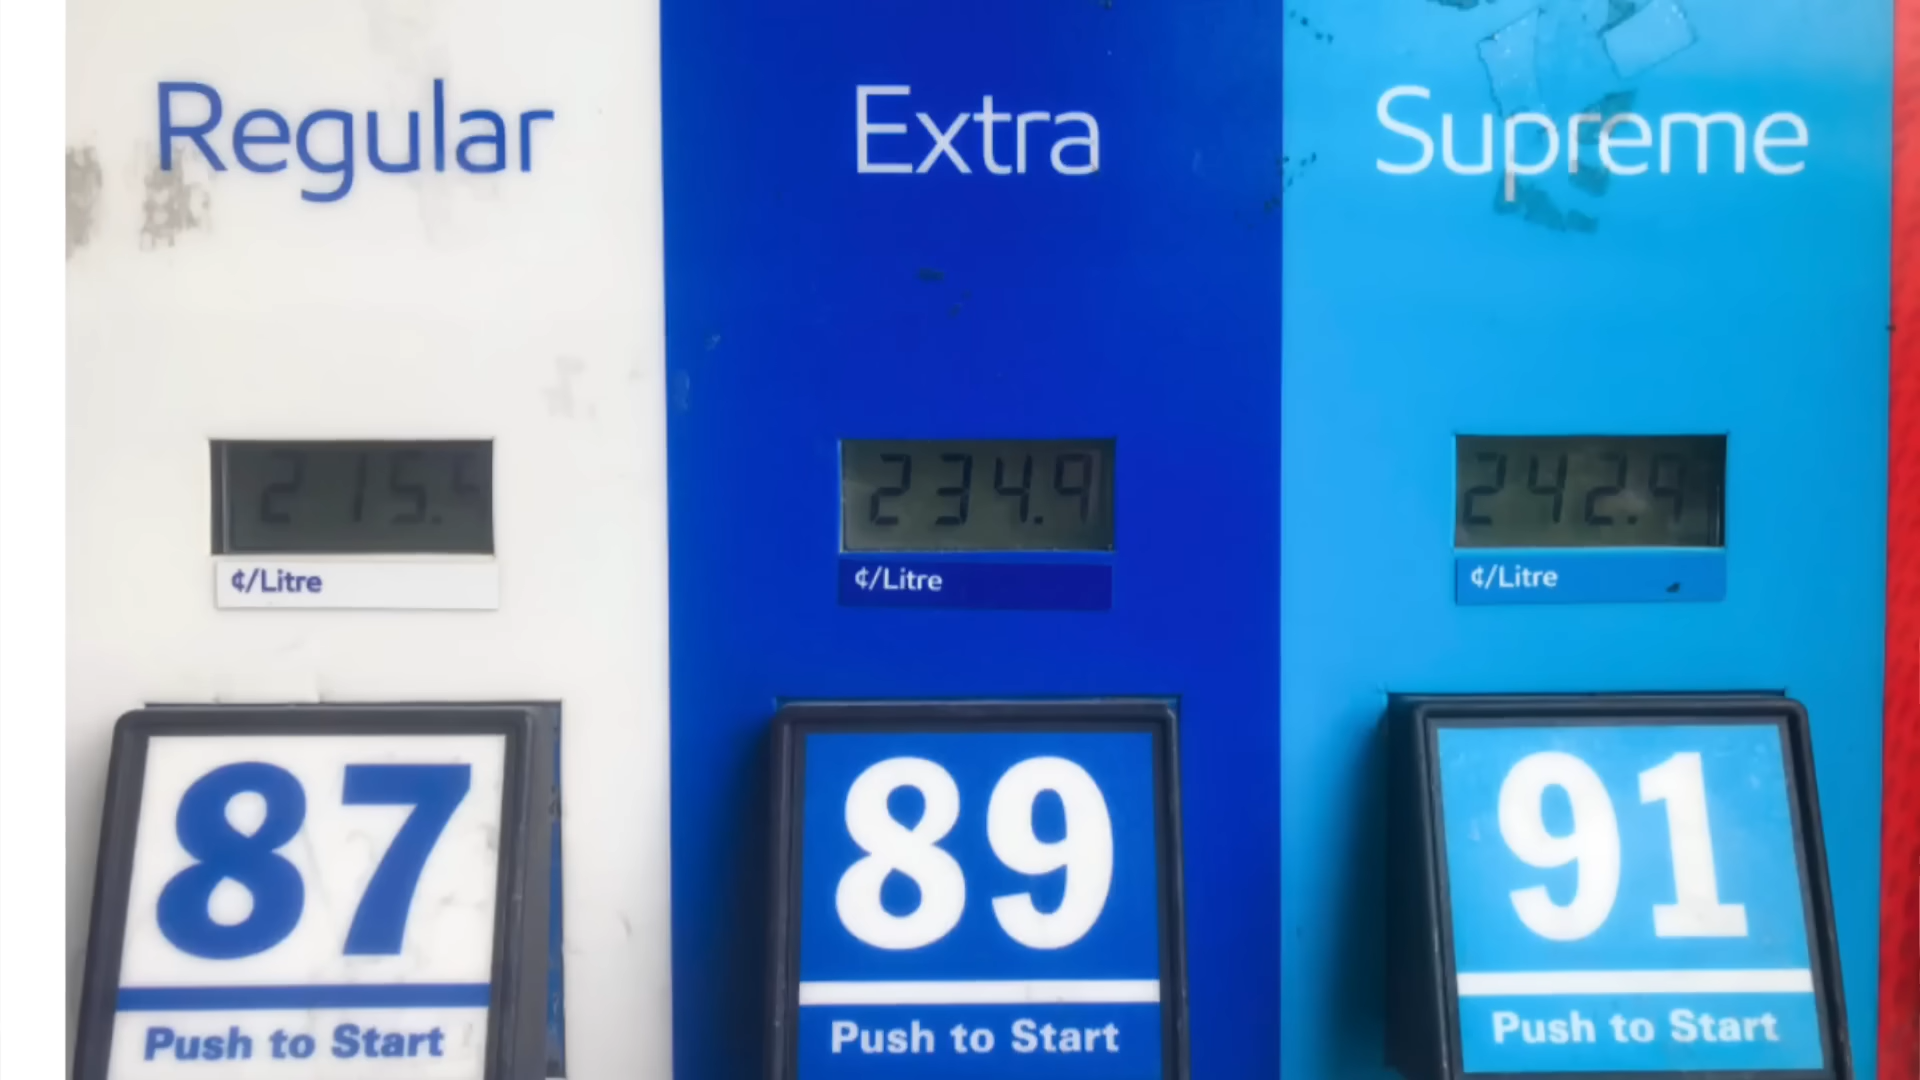 Regular
Extra
Supreme
234.9
242.9
¢/Litre
¢/Litre
¢/Litre
87
89
91
Push to Start
Push to Start
Push to Start